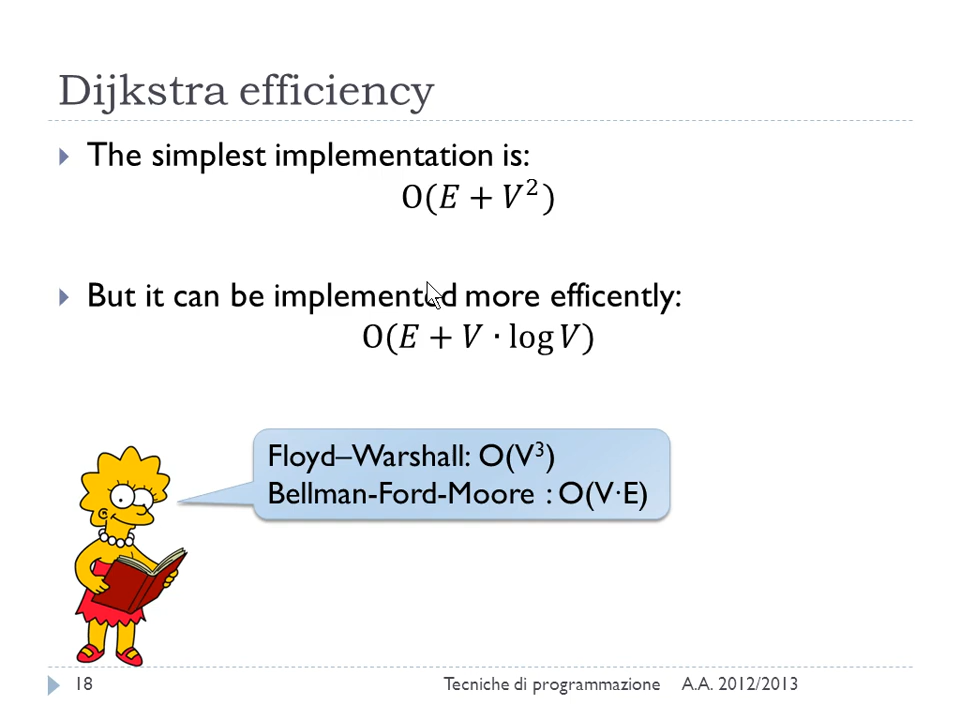 Dijkstra efficiency
The simplest implementation is:
O(E + V²)
But it can be implemented more efficently:
O(E + V · log V)
Floyd–Warshall: O(V³)
Bellman-Ford-Moore : O(V·E)
18 Tecniche di programmazione A.A. 2012/2013